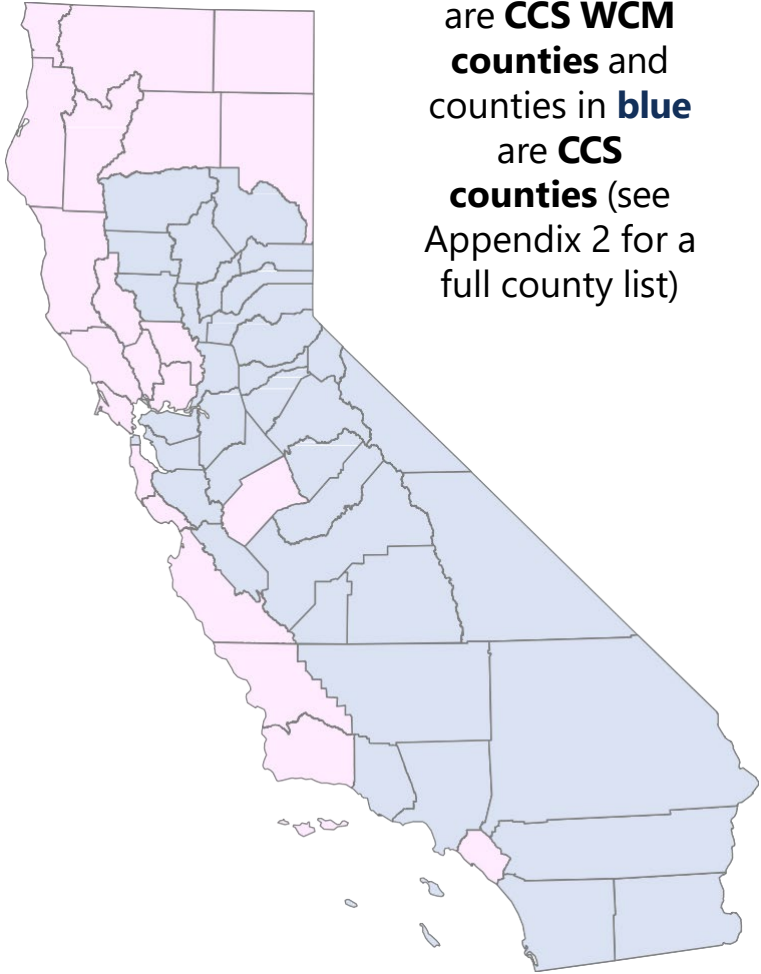 are CCS WCM
counties and
counties in blue
are CCS
counties (see
Appendix 2 for a
full county list)